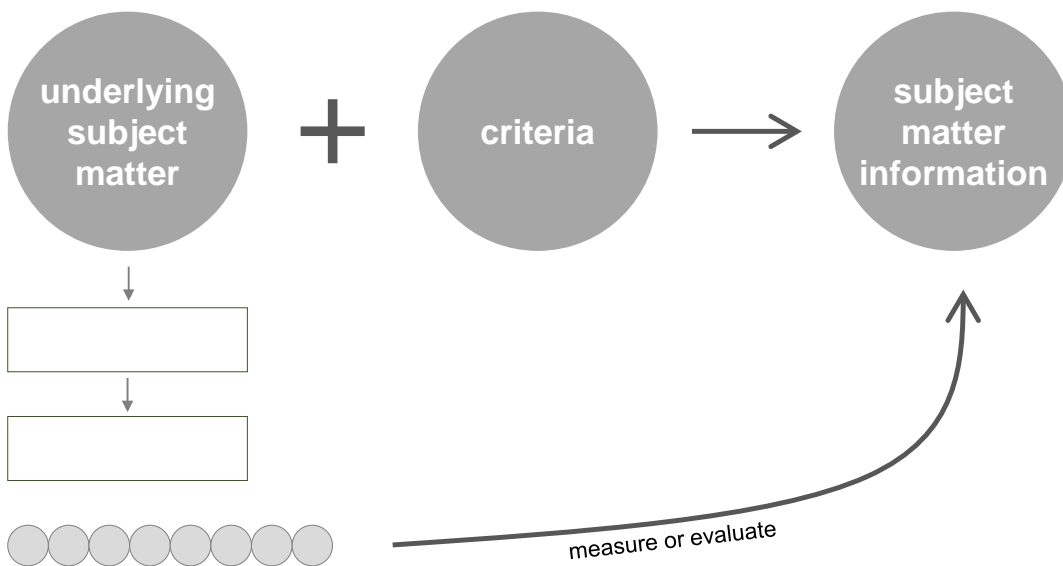 underlying
subject
matter
+
criteria
subject
matter
information
measure or evaluate